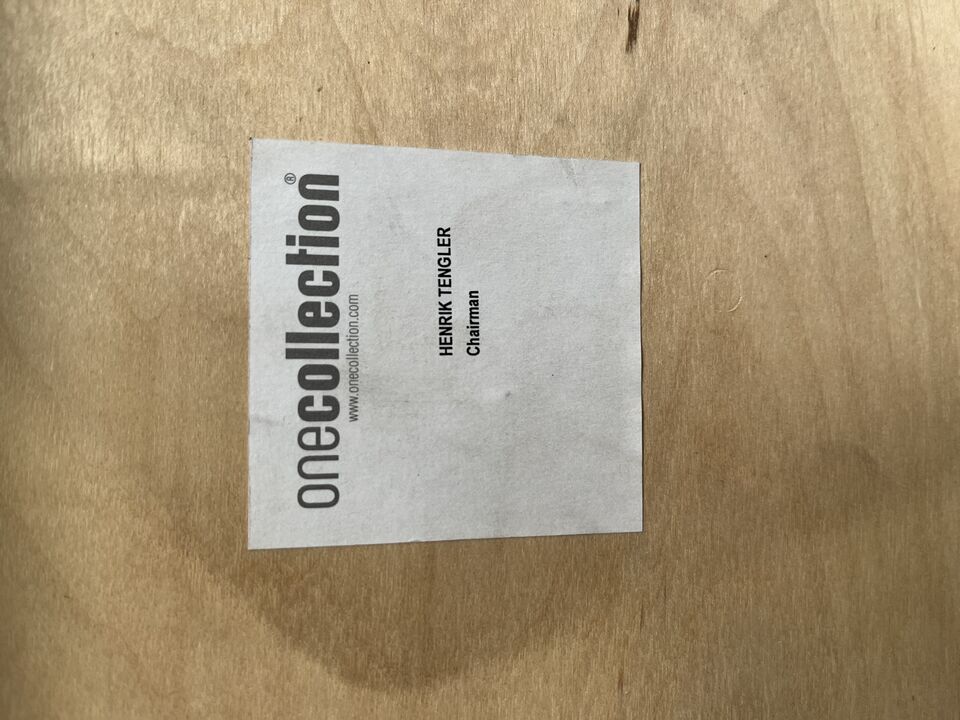 onecollection®
www.onecollection.com
HENRIK TENGLER
Chairman